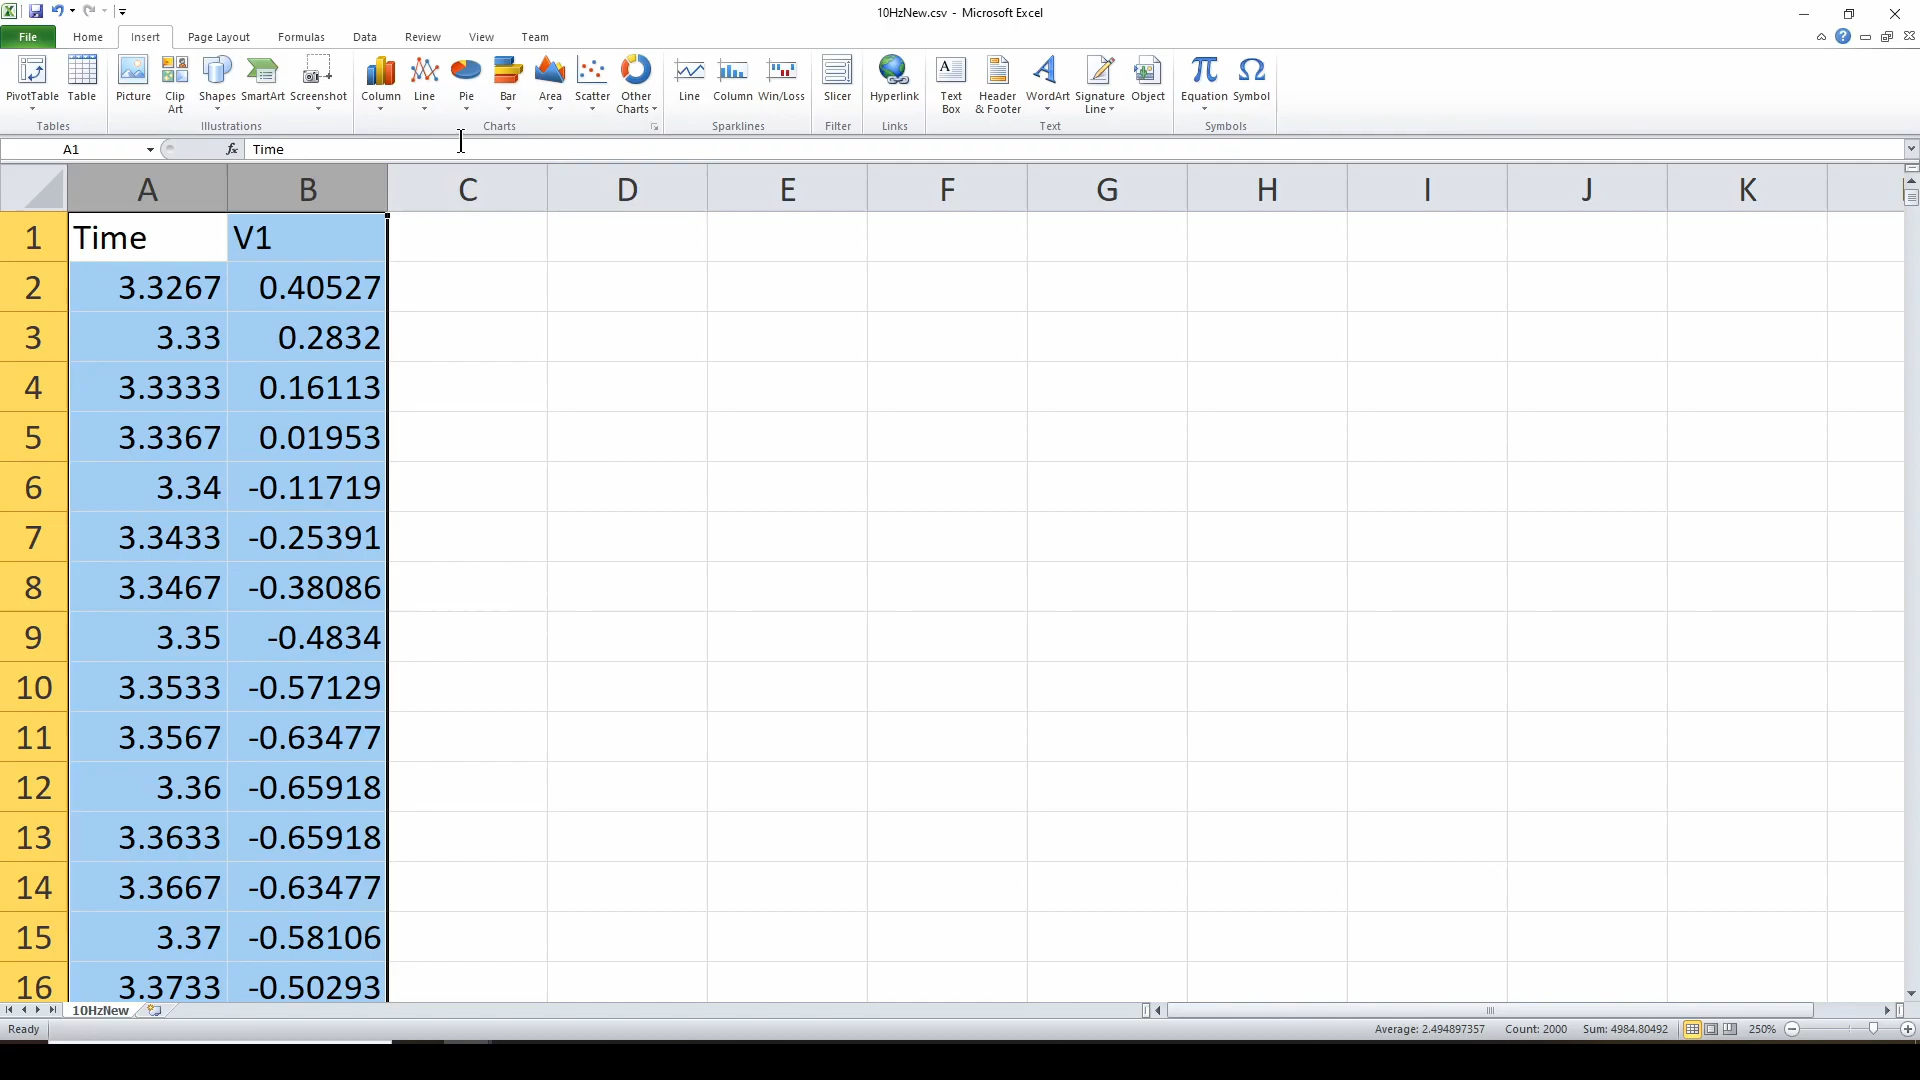 10HzNew.csv - Microsoft Excel
File Home Insert Page Layout Formulas Data Review View Team
PivotTable Table Picture Clip Art Shapes SmartArt Screenshot Column Line Pie Bar Area Scatter Other Charts Line Column Win/Loss Slicer Hyperlink Text Box Header & Footer WordArt Signature Line Object Equation Symbol
Tables Illustrations Charts Sparklines Filter Links Text Symbols
A1 fx Time
A B C D E F G H I J K
1 Time V1
2 3.3267 0.40527
3 3.33 0.2832
4 3.3333 0.16113
5 3.3367 0.01953
6 3.34 -0.11719
7 3.3433 -0.25391
8 3.3467 -0.38086
9 3.35 -0.4834
10 3.3533 -0.57129
11 3.3567 -0.63477
12 3.36 -0.65918
13 3.3633 -0.65918
14 3.3667 -0.63477
15 3.37 -0.58106
16 3.3733 -0.50293
10HzNew
Ready Average: 2.494897357 Count: 2000 Sum: 4984.80492 250%